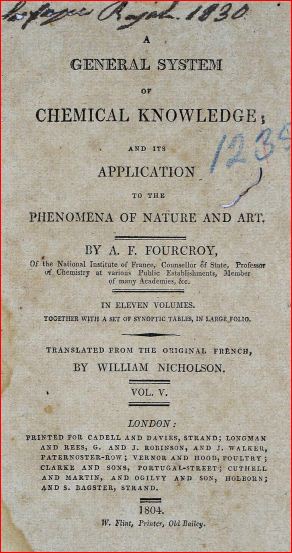 Royal. 1830
A
GENERAL SYSTEM
OF
CHEMICAL KNOWLEDGE;
AND ITS
APPLICATION
123
TO THE
PHENOMENA OF NATURE AND ART.
BY A. F. FOURCROY,
Of the National Institute of France, Counsellor of State, Professor
of Chemistry at various Public Establishments, Member
of many Academies, &c.
IN ELEVEN VOLUMES.
TOGETHER WITH A SET OF SYNOPTIC TABLES, IN LARGE FOLIO.
TRANSLATED FROM THE ORIGINAL FRENCH,
BY WILLIAM NICHOLSON.
VOL. V.
LONDON:
PRINTED FOR CADELL AND DAVIES, STRAND; LONGMAN
AND REES, G. AND J. ROBINSON, AND J. WALKER,
PATERNOSTER-ROW; VERNOR AND HOOD, POULTRY;
CLARKE AND SONS, PORTUGAL-STREET; CUTHELL
AND MARTIN, AND OGILVY AND SON, HOLBORN;
AND S. BAGSTER, STRAND.
1804.
W. Flint, Printer, Old Bailey.